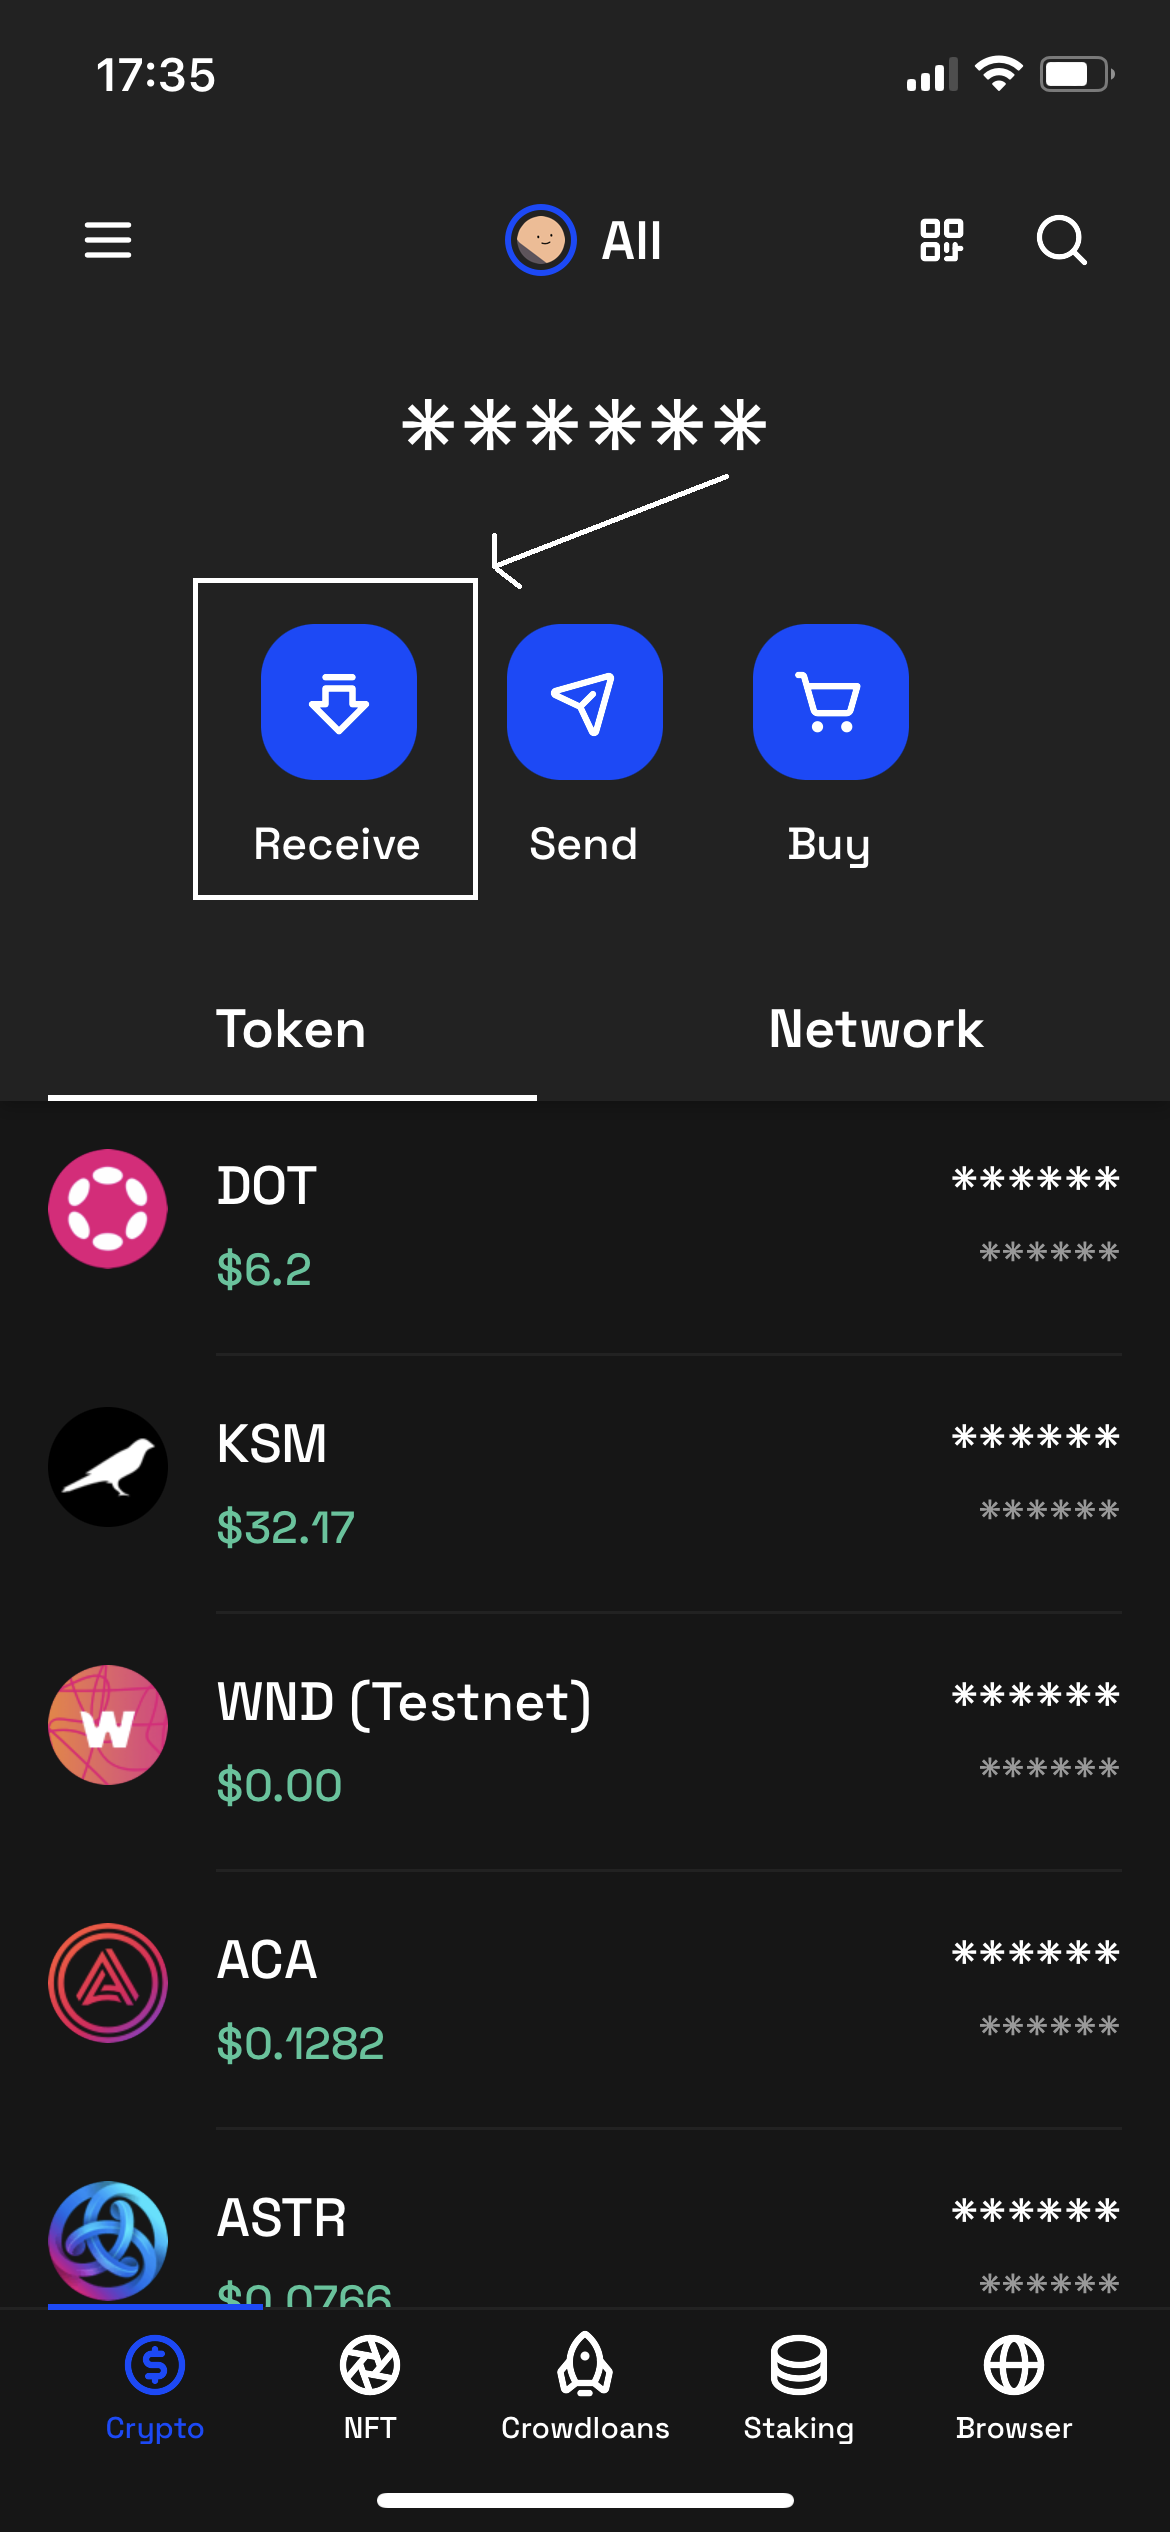 17:35
All
******
Receive Send Buy
Token Network
DOT ******
$6.2 ******
KSM ******
$32.17 ******
W
WND (Testnet) ******
$0.00 ******
ACA ******
$0.1282 ******
ASTR ******
$0.0766 ******
Crypto NFT Crowdloans Staking Browser